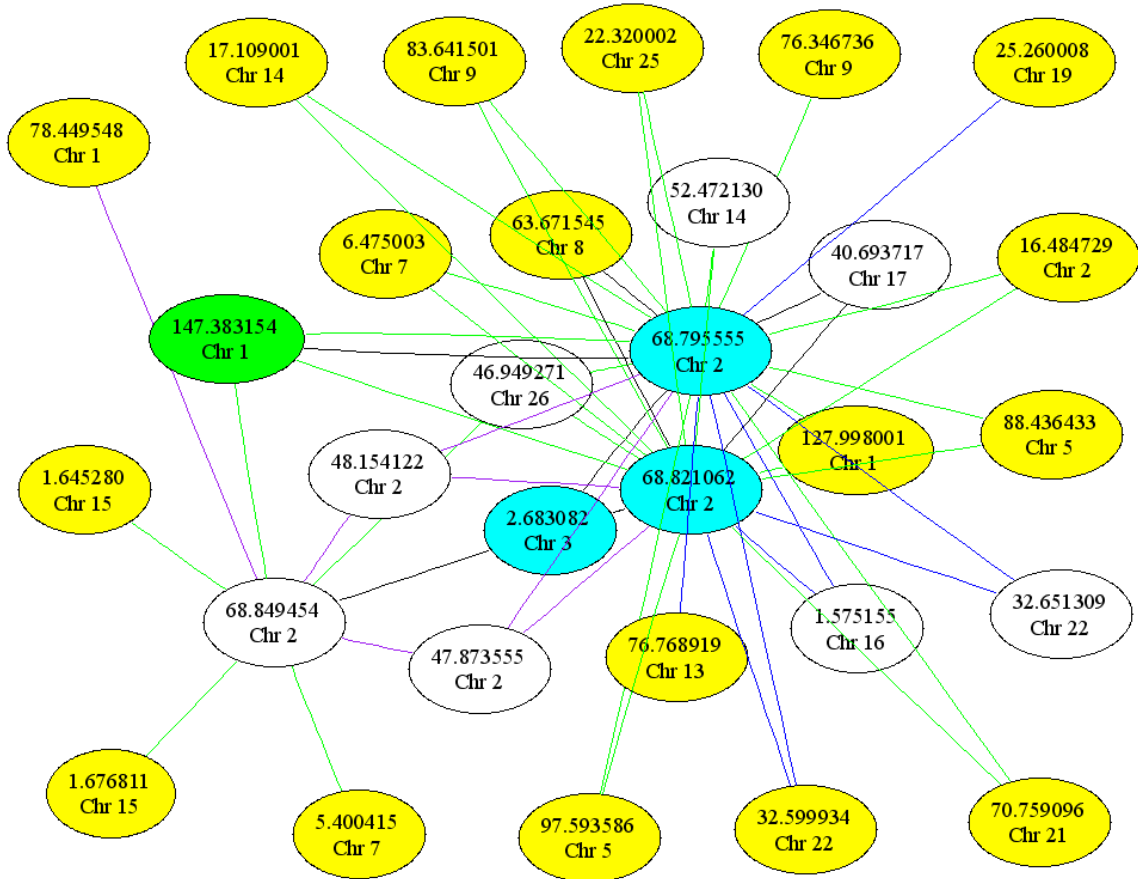 17.109001
Chr 14
83.641501
Chr 9
22.320002
Chr 25
76.346736
Chr 9
25.260008
Chr 19
78.449548
Chr 1
52.472130
Chr 14
63.671545
Chr 8
6.475003
Chr 7
40.693717
Chr 17
16.484729
Chr 2
147.383154
Chr 1
68.795555
Chr 2
46.949271
Chr 26
88.436433
Chr 5
127.998001
Chr 1
48.154122
Chr 2
1.645280
Chr 15
68.821062
Chr 2
2.683082
Chr 3
68.849454
Chr 2
32.651309
Chr 22
1.575155
Chr 16
76.768919
Chr 13
47.873555
Chr 2
1.676811
Chr 15
5.400415
Chr 7
97.593586
Chr 5
32.599934
Chr 22
70.759096
Chr 21